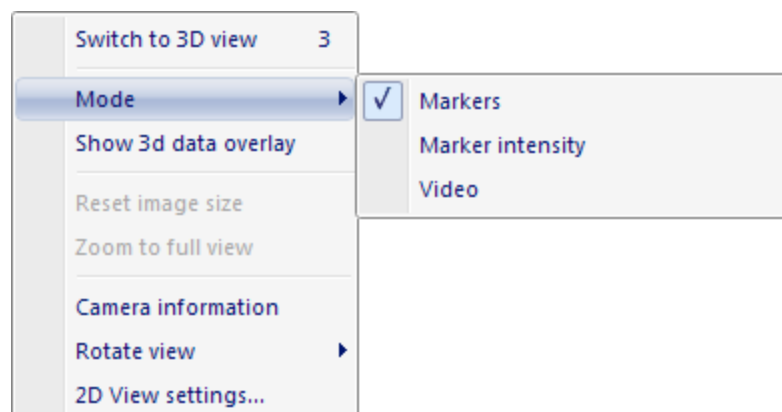 Switch to 3D view 3
Mode
Markers
Show 3d data overlay
Marker intensity
Video
Reset image size
Zoom to full view
Camera information
Rotate view
2D View settings...